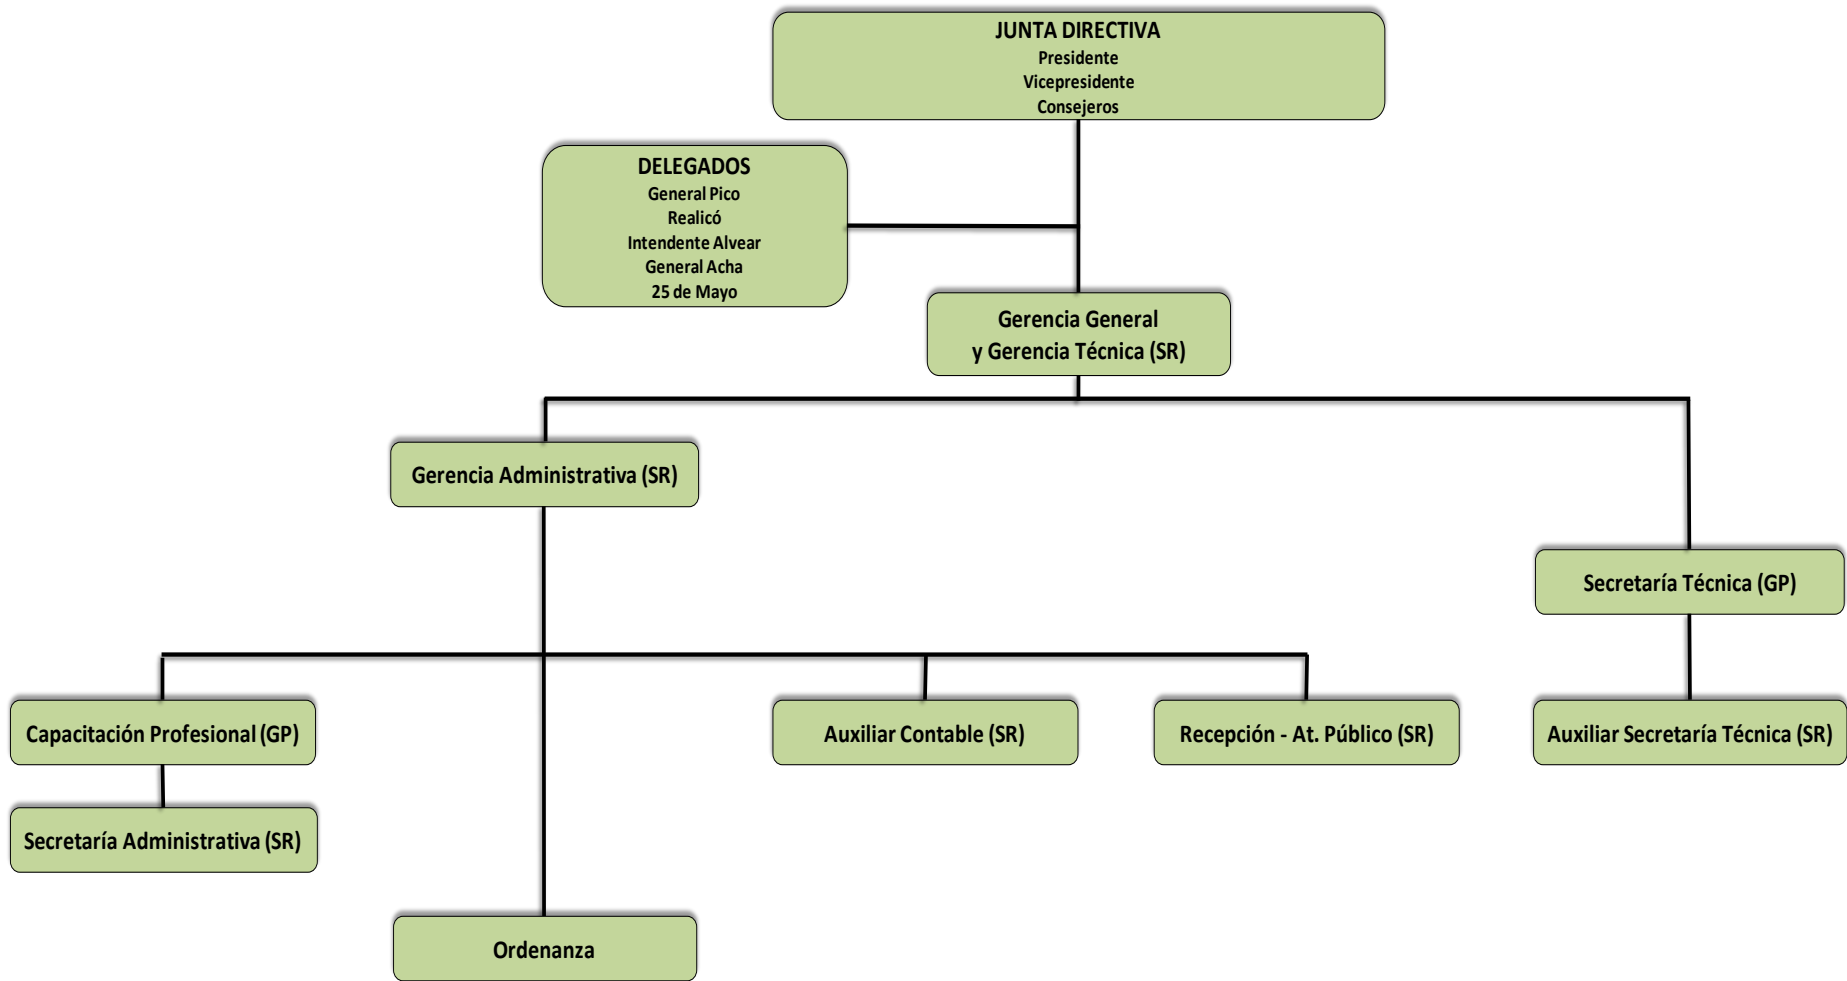 JUNTA DIRECTIVA
Presidente
Vicepresidente
Consejeros
DELEGADOS
General Pico
Realicó
Intendente Alvear
General Acha
25 de Mayo
Gerencia General
y Gerencia Técnica (SR)
Gerencia Administrativa (SR)
Secretaría Técnica (GP)
Capacitación Profesional (GP)
Auxiliar Contable (SR)
Recepción - At. Público (SR)
Auxiliar Secretaría Técnica (SR)
Secretaría Administrativa (SR)
Ordenanza